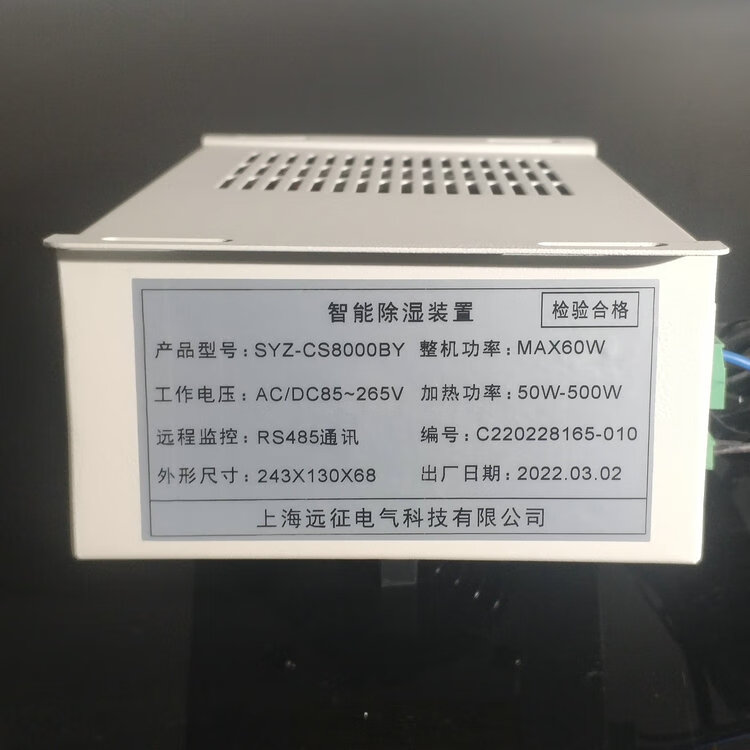 智能除湿装置 检验合格
产品型号：SYZ-CS8000BY 整机功率：MAX60W
工作电压：AC/DC85~265V 加热功率：50W-500W
远程监控：RS485通讯 编号：C220228165-010
外形尺寸：243X130X68 出厂日期：2022.03.02
上海远征电气科技有限公司